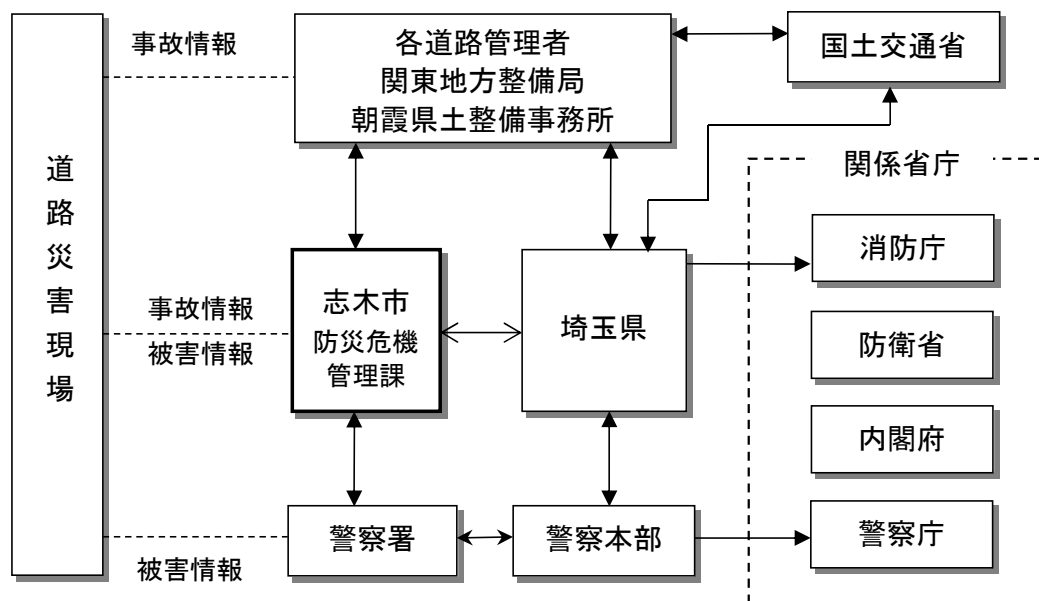 道路災害現場
事故情報
各道路管理者
関東地方整備局
朝霞県土整備事務所
国土交通省
関係省庁
事故情報
被害情報
志木市
防災危機
管理課
埼玉県
消防庁
防衛省
内閣府
被害情報
警察署
警察本部
警察庁